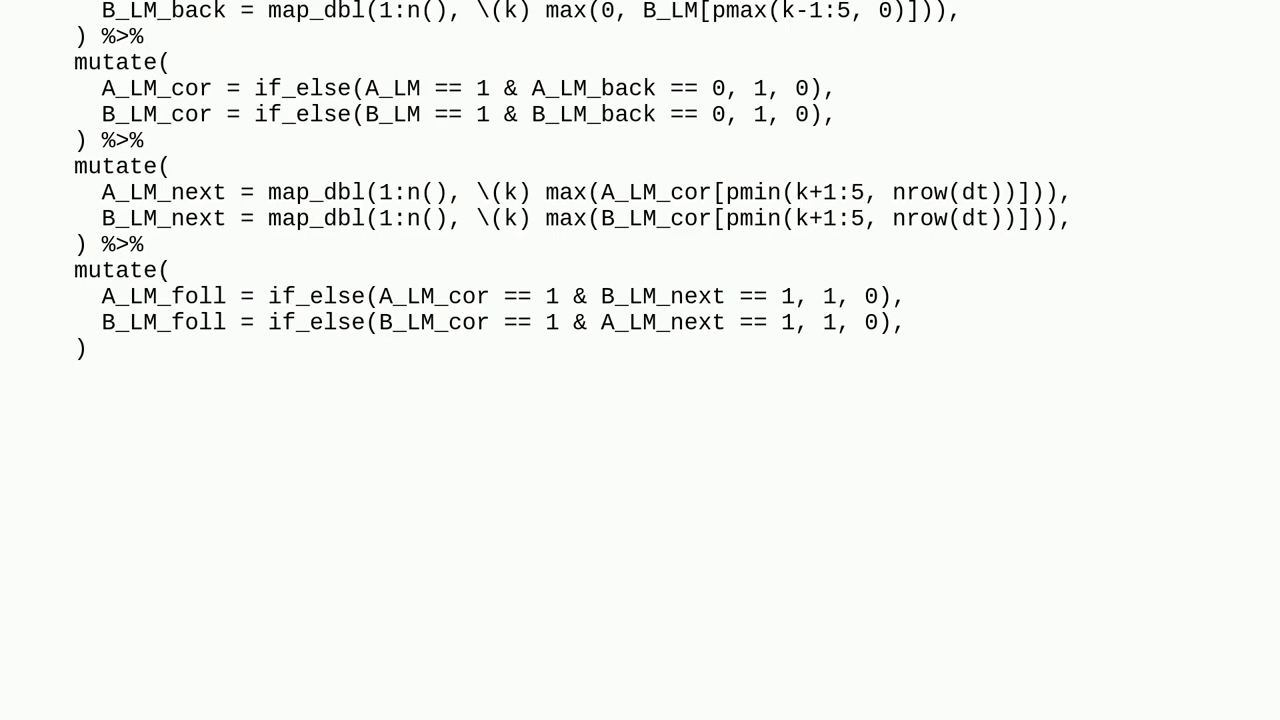 B_LM_back = map_dbl(1:n(), \(k) max(0, B_LM[pmax(k-1:5, 0)])),
) %>%
mutate(
A_LM_cor = if_else(A_LM == 1 & A_LM_back == 0, 1, 0),
B_LM_cor = if_else(B_LM == 1 & B_LM_back == 0, 1, 0),
) %>%
mutate(
A_LM_next = map_dbl(1:n(), \(k) max(A_LM_cor[pmin(k+1:5, nrow(dt))])),
B_LM_next = map_dbl(1:n(), \(k) max(B_LM_cor[pmin(k+1:5, nrow(dt))])),
) %>%
mutate(
A_LM_foll = if_else(A_LM_cor == 1 & B_LM_next == 1, 1, 0),
B_LM_foll = if_else(B_LM_cor == 1 & A_LM_next == 1, 1, 0),
)